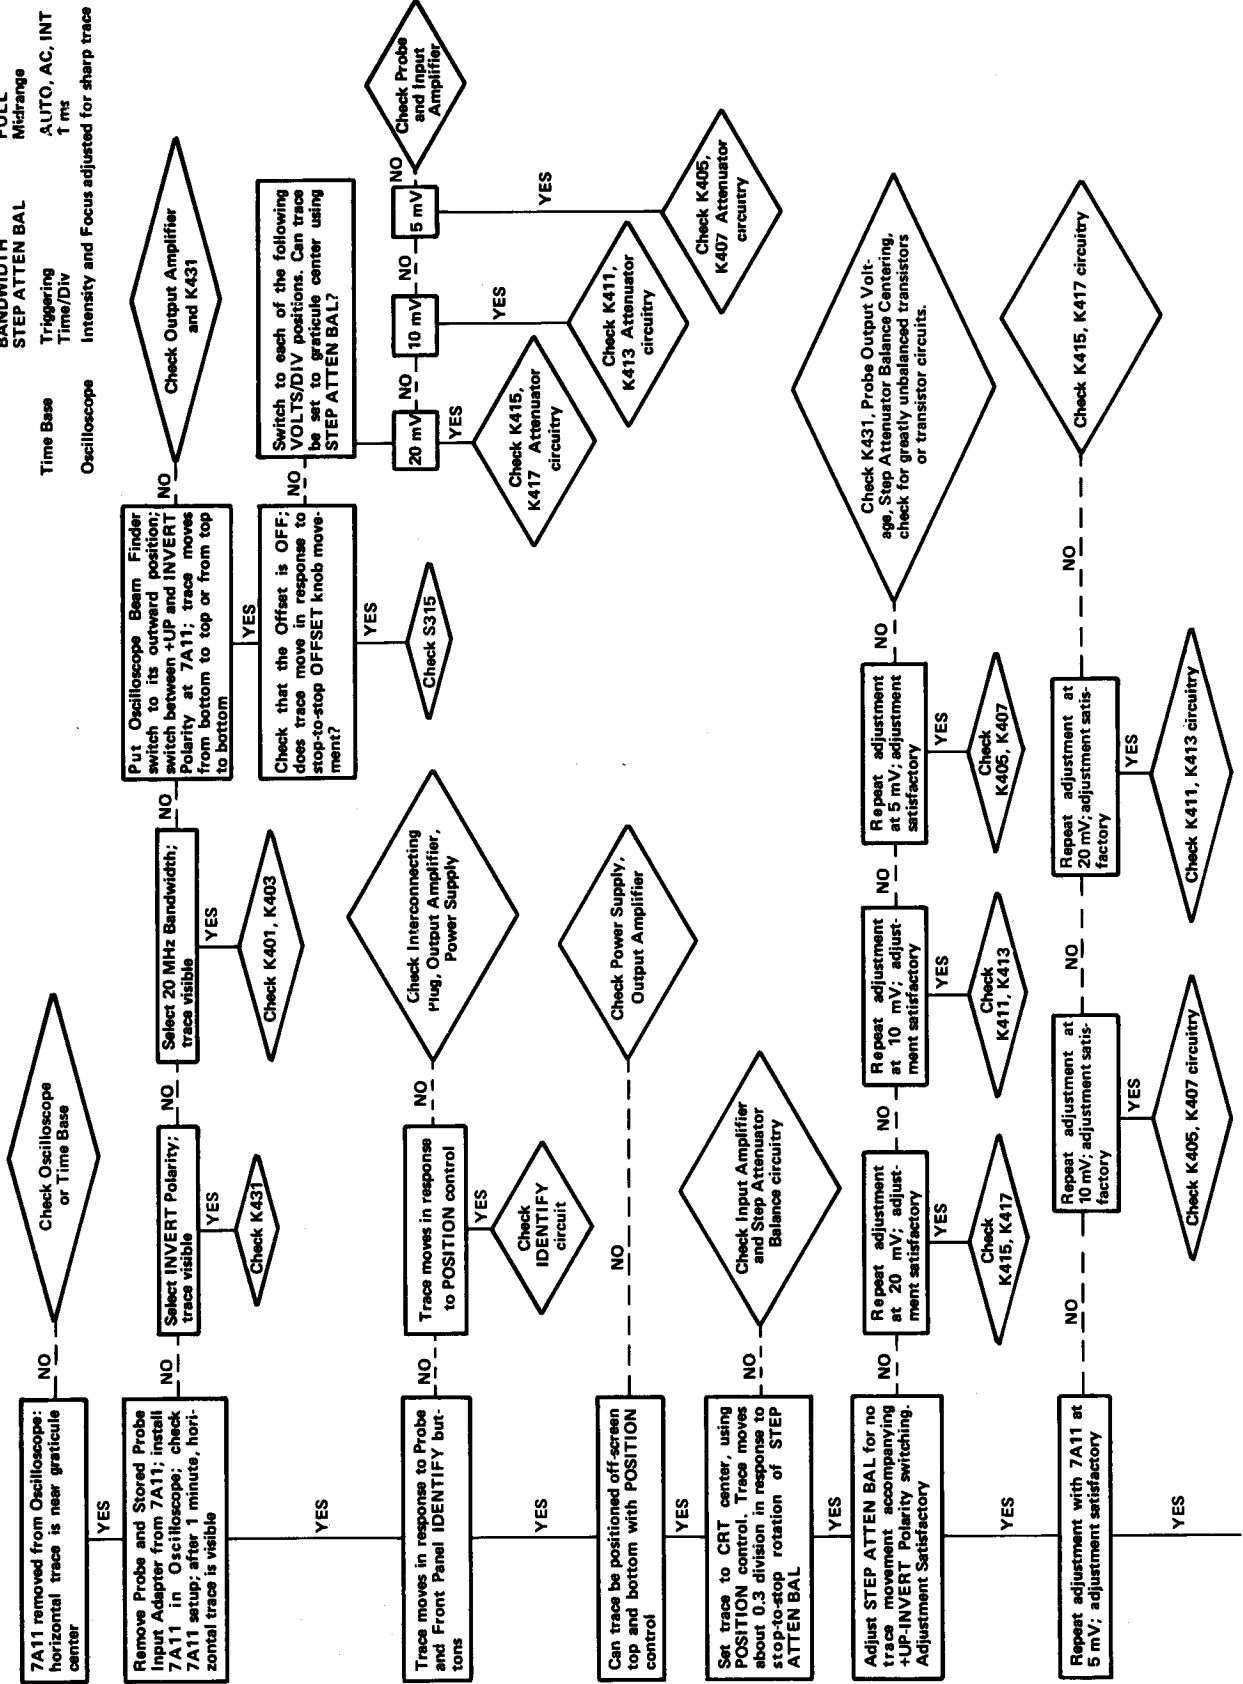 BANDWIDTH FULL
STEP ATTEN BAL Midrange
Time Base Triggering AUTO, AC, INT
Time/Div 1 ms
Oscilloscope Intensity and Focus adjusted for sharp trace
7A11 removed from Oscilloscope:
horizontal trace is near graticule
center
NO
Check Oscilloscope
or Time Base
YES
Remove Probe and Stored Probe
Input Adapter from 7A11; install
7A11 in Oscilloscope; check
7A11 setup; after 1 minute, hori-
zontal trace is visible
NO
Select INVERT Polarity;
trace visible
YES
Check K431
NO
Select 20 MHz Bandwidth;
trace visible
YES
Check K401, K403
NO
Put Oscilloscope Beam Finder
switch to its outward position;
switch between +UP and INVERT
Polarity at 7A11; trace moves
from bottom to top or from top
to bottom
NO
Check Output Amplifier
and K431
YES
Check that the Offset is OFF;
does trace move in response to
stop-to-stop OFFSET knob move-
ment?
YES
Check S315
NO
Switch to each of the following
VOLTS/DIV positions. Can trace
be set to graticule center using
STEP ATTEN BAL?
20 mV
NO
10 mV
NO
5 mV
NO
Check Probe
and Input
Amplifier
YES
Check K415,
K417 Attenuator
circuitry
YES
Check K411,
K413 Attenuator
circuitry
YES
Check K405,
K407 Attenuator
circuitry
YES
Trace moves in response to Probe
and Front Panel IDENTIFY but-
tons
NO
Trace moves in response
to POSITION control
YES
Check
IDENTIFY
circuit
NO
Check Interconnecting
Plug, Output Amplifier,
Power Supply
YES
Can trace be positioned off-screen
top and bottom with POSITION
control
NO
Check Power Supply,
Output Amplifier
YES
Set trace to CRT center, using
POSITION control. Trace moves
about 0.3 division in response to
stop-to-stop rotation of STEP
ATTEN BAL
NO
Check Input Amplifier
and Step Attenuator
Balance circuitry
YES
Adjust STEP ATTEN BAL for no
trace movement accompanying
+UP-INVERT Polarity switching.
Adjustment Satisfactory
NO
Repeat adjustment
at 20 mV; adjust-
ment satisfactory
YES
Check
K415, K417
NO
Repeat adjustment
at 10 mV; adjust-
ment satisfactory
YES
Check
K411, K413
NO
Repeat adjustment
at 5 mV; adjustment
satisfactory
YES
Check
K405, K407
NO
Check K431, Probe Output Volt-
age, Step Attenuator Balance Centering,
check for greatly unbalanced transistors
or transistor circuits.
YES
Repeat adjustment with 7A11 at
5 mV; adjustment satisfactory
NO
Repeat adjustment at
10 mV; adjustment satis-
factory
YES
Check K405, K407 circuitry
NO
Repeat adjustment at
20 mV; adjustment satis-
factory
YES
Check K411, K413 circuitry
NO
Check K415, K417 circuitry
YES